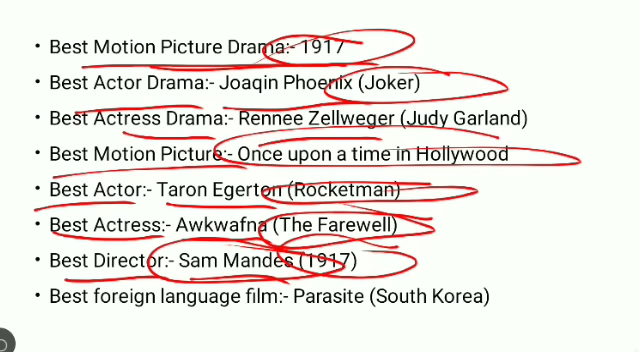 • Best Motion Picture Drama:- 1917
• Best Actor Drama:- Joaqin Phoenix (Joker)
• Best Actress Drama:- Rennee Zellweger (Judy Garland)
• Best Motion Picture:- Once upon a time in Hollywood
• Best Actor:- Taron Egerton (Rocketman)
• Best Actress:- Awkwafna (The Farewell)
• Best Director:- Sam Mandes (1917)
• Best foreign language film:- Parasite (South Korea)